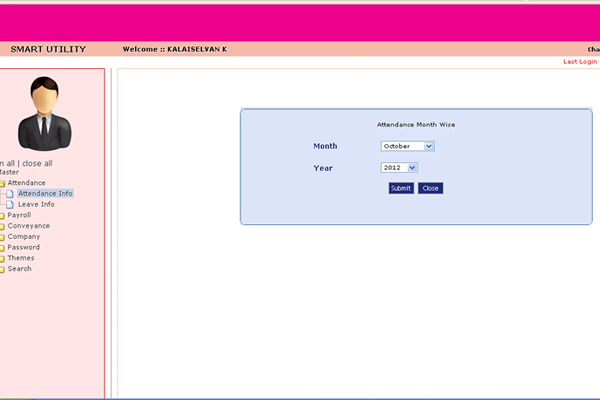 SMART UTILITY
Welcome :: KALAISELVAN K
Cha
Last Login
n all | close all
Master
Attendance
Attendance Info
Leave Info
Payroll
Conveyance
Company
Password
Themes
Search
Attendance Month Wise
Month
October
Year
2012
Submit
Close